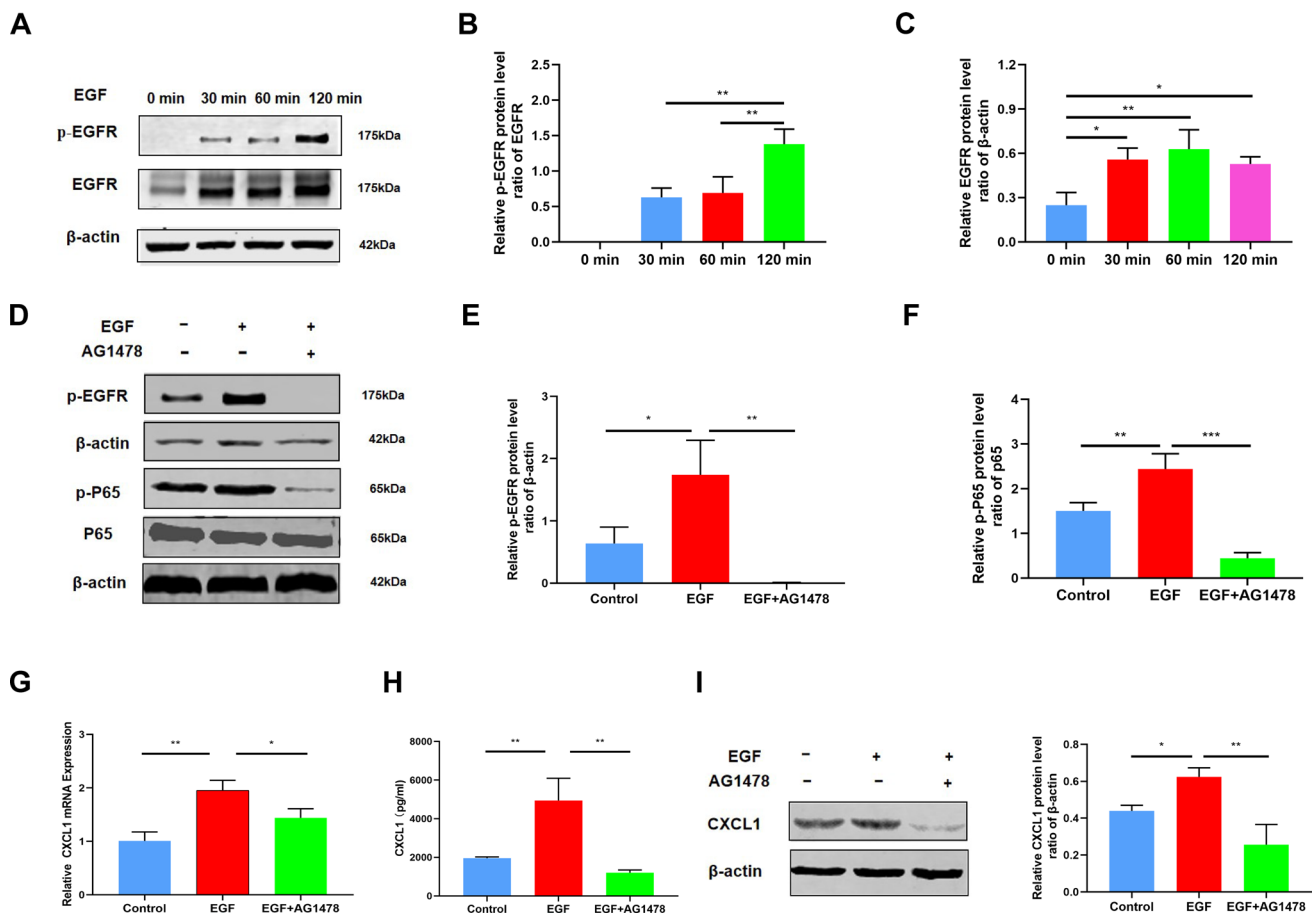 A
EGF 0 min 30 min 60 min 120 min
p-EGFR 175kDa
EGFR 175kDa
β-actin 42kDa
B
Relative p-EGFR protein level
ratio of EGFR
2.5
2.0
1.5
1.0
0.5
0.0
**
**
0 min 30 min 60 min 120 min
C
Relative EGFR protein level
ratio of β-actin
1.2
0.9
0.6
0.3
0.0
*
**
*
0 min 30 min 60 min 120 min
D
EGF - + +
AG1478 - - +
p-EGFR 175kDa
β-actin 42kDa
p-P65 65kDa
P65 65kDa
β-actin 42kDa
E
Relative p-EGFR protein level
ratio of β-actin
3
2
1
0
* **
Control EGF EGF+AG1478
F
Relative p-P65 protein level
ratio of p65
4
3
2
1
0
** ***
Control EGF EGF+AG1478
G
Relative CXCL1 mRNA Expression
3
2
1
0
** *
Control EGF EGF+AG1478
H
CXCL1 (pg/ml)
8000
6000
4000
2000
0
** **
Control EGF EGF+AG1478
I
EGF - + +
AG1478 - - +
CXCL1
β-actin
Relative CXCL1 protein level
ratio of β-actin
0.8
0.6
0.4
0.2
0.0
* **
Control EGF EGF+AG1478